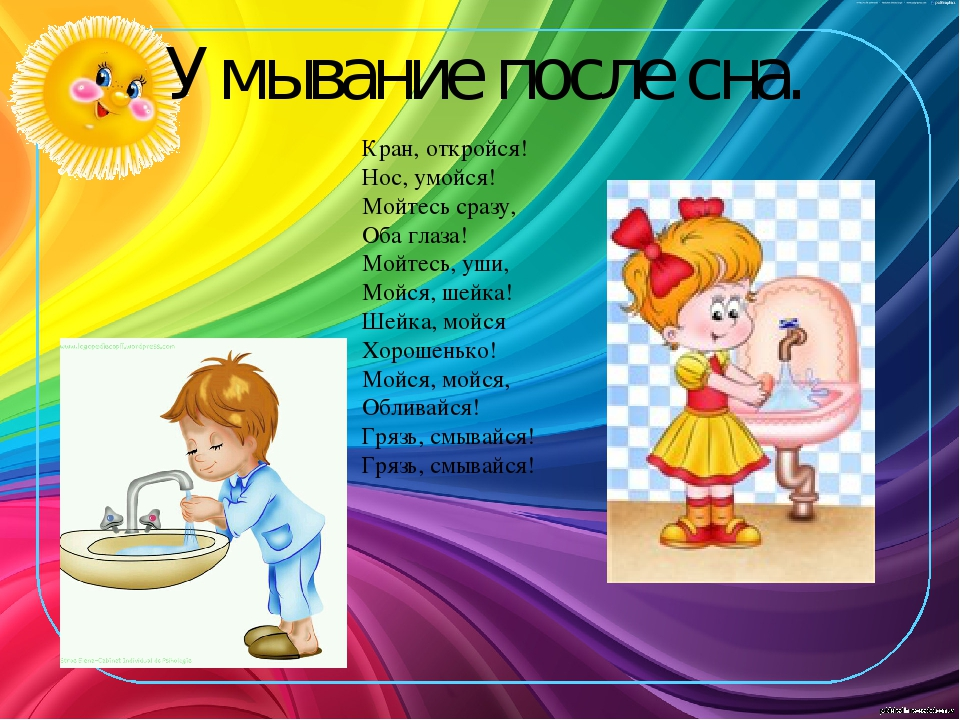 Умывание после сна.
Кран, откройся!
Нос, умойся!
Мойтесь сразу,
Оба глаза!
Мойтесь, уши,
Мойся, шейка!
Шейка, мойся
Хорошенько!
Мойся, мойся,
Обливайся!
Грязь, смывайся!
Грязь, смывайся!